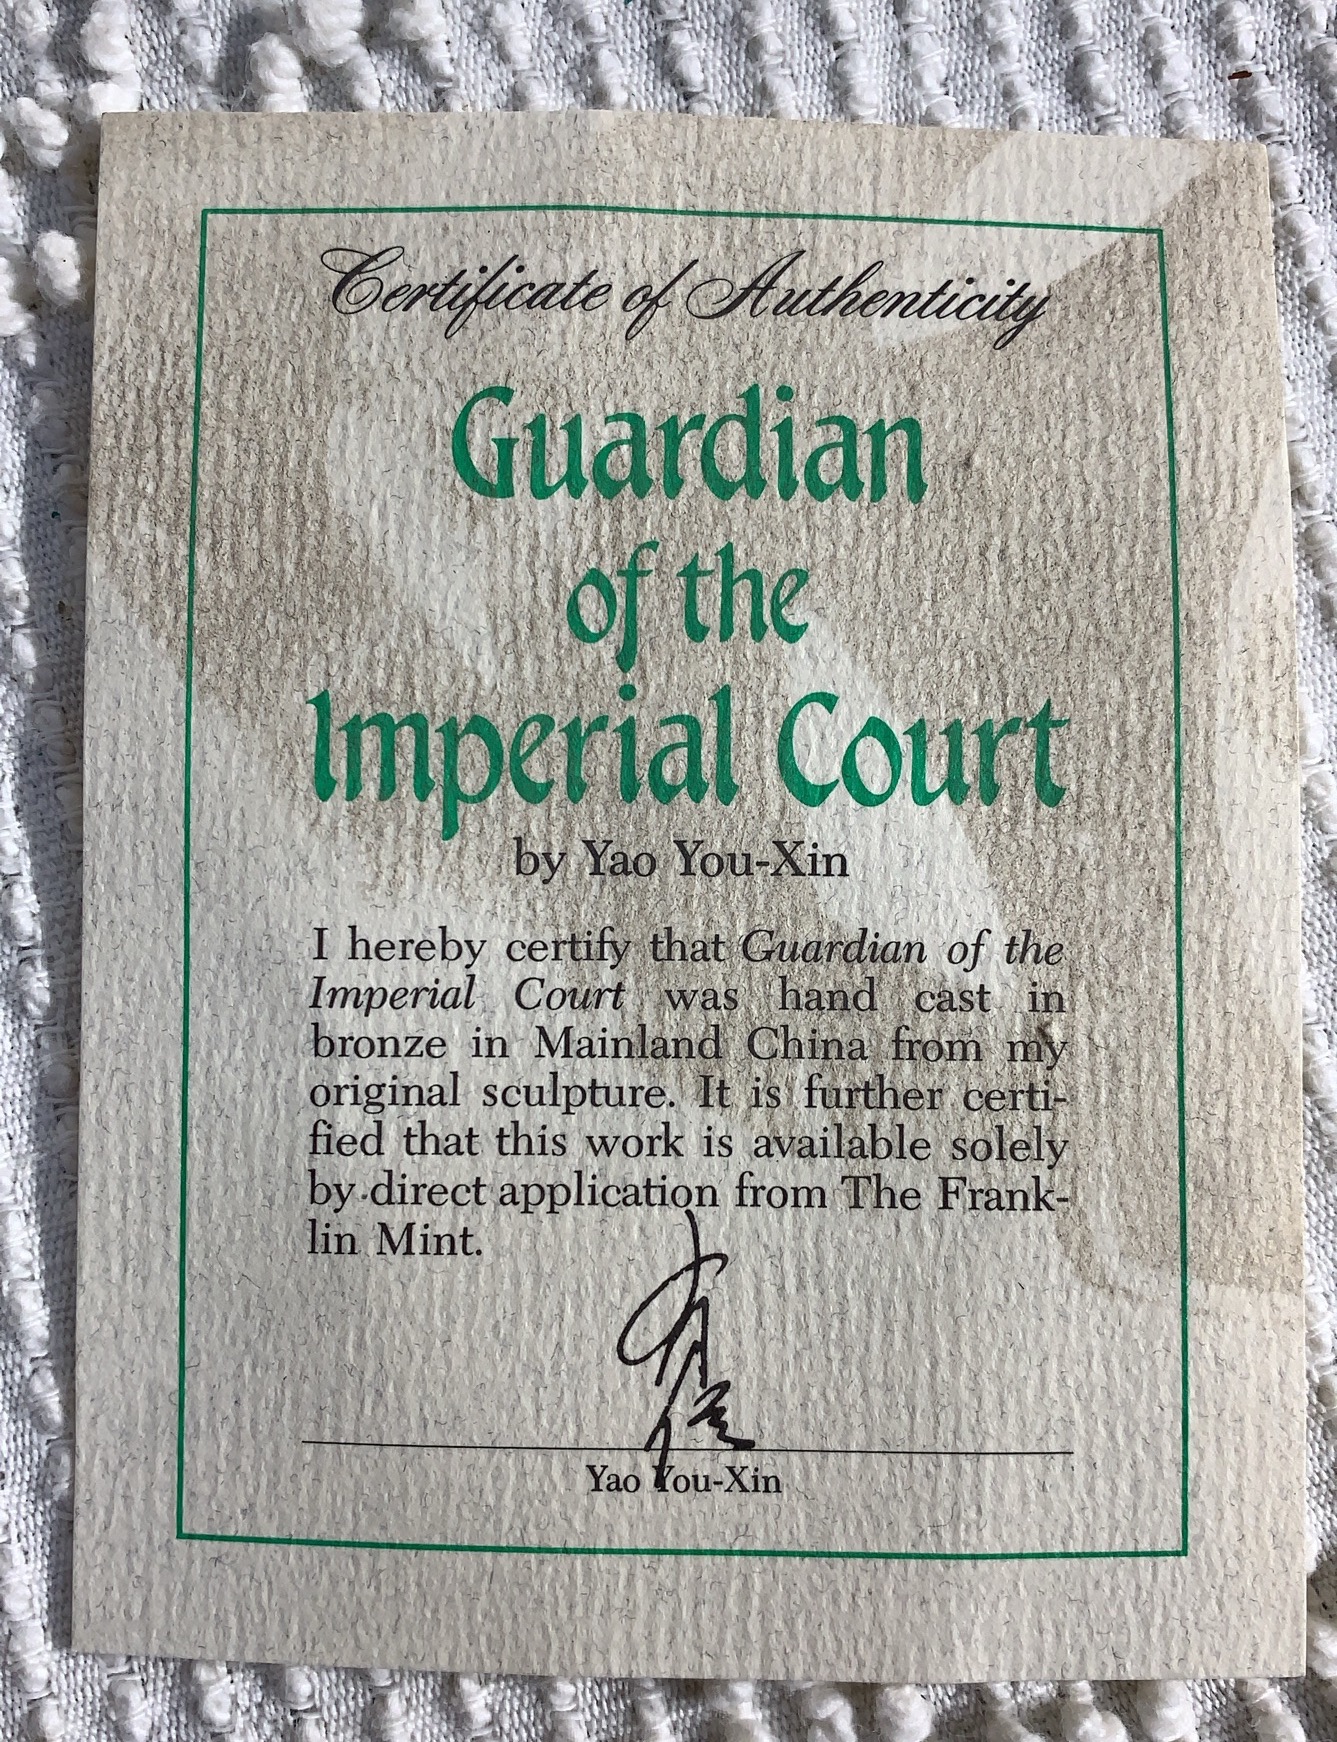 Certificate of Authenticity
Guardian
of the
Imperial Court
by Yao You-Xin
I hereby certify that Guardian of the
Imperial Court was hand cast in
bronze in Mainland China from my
original sculpture. It is further certi-
fied that this work is available solely
by direct application from The Frank-
lin Mint.
Yao You-Xin